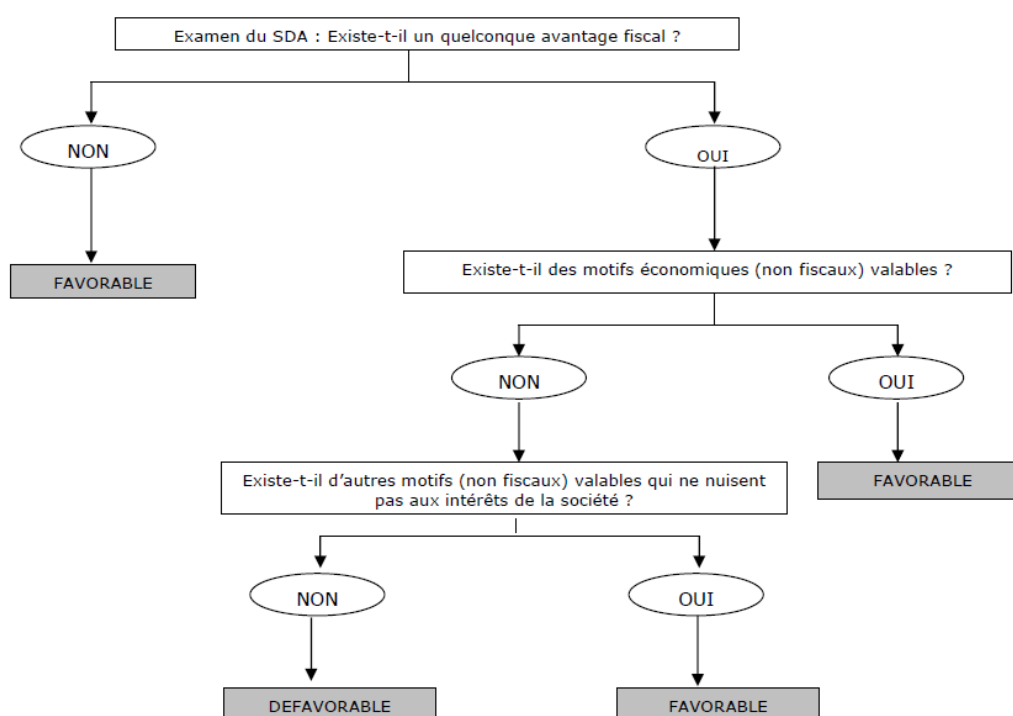 Examen du SDA : Existe-t-il un quelconque avantage fiscal ?
NON
OUI
FAVORABLE
Existe-t-il des motifs économiques (non fiscaux) valables ?
NON
OUI
Existe-t-il d'autres motifs (non fiscaux) valables qui ne nuisent
pas aux intérêts de la société ?
FAVORABLE
NON
OUI
DEFAVORABLE
FAVORABLE